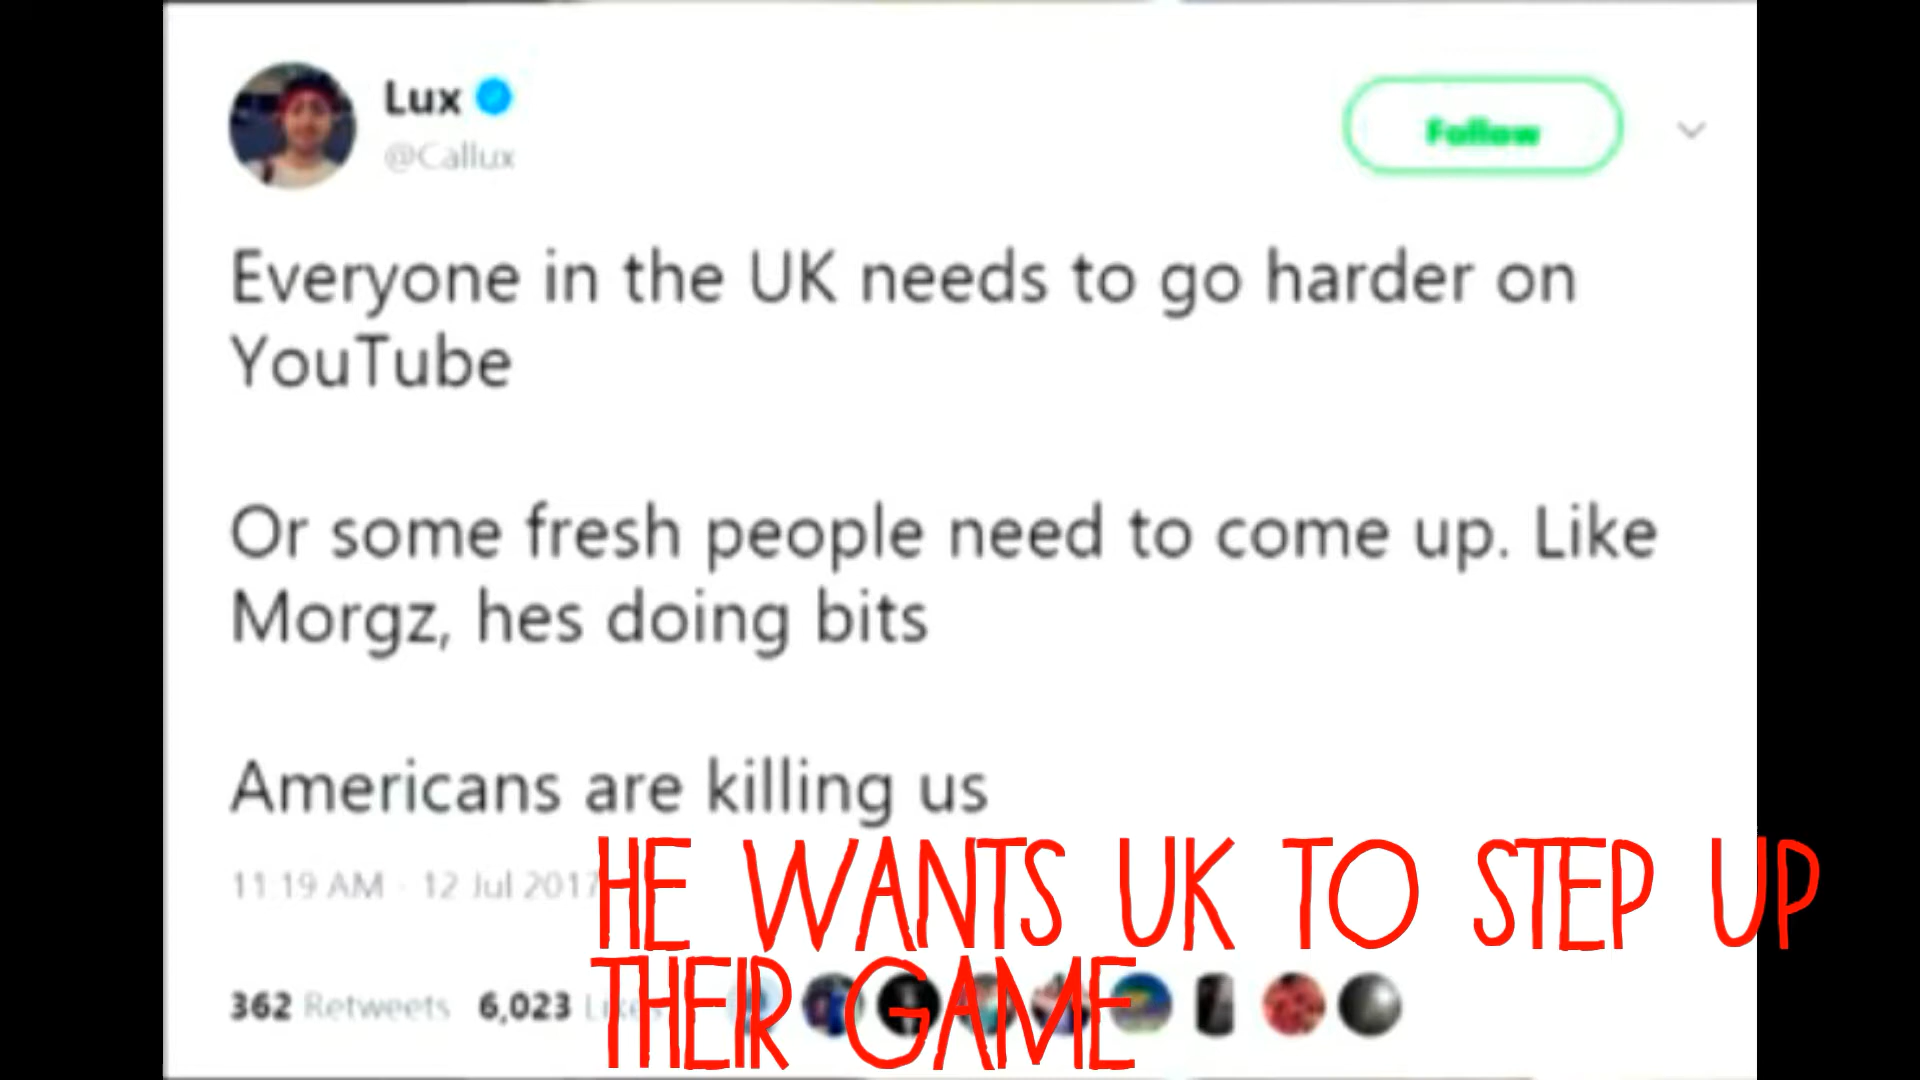 Lux
@Callux
Follow
Everyone in the UK needs to go harder on
YouTube
Or some fresh people need to come up. Like
Morgz, hes doing bits
Americans are killing us
11:19 AM · 12 Jul 2017
HE WANTS UK TO STEP UP
THEIR GAME
362 Retweets 6,023 Likes